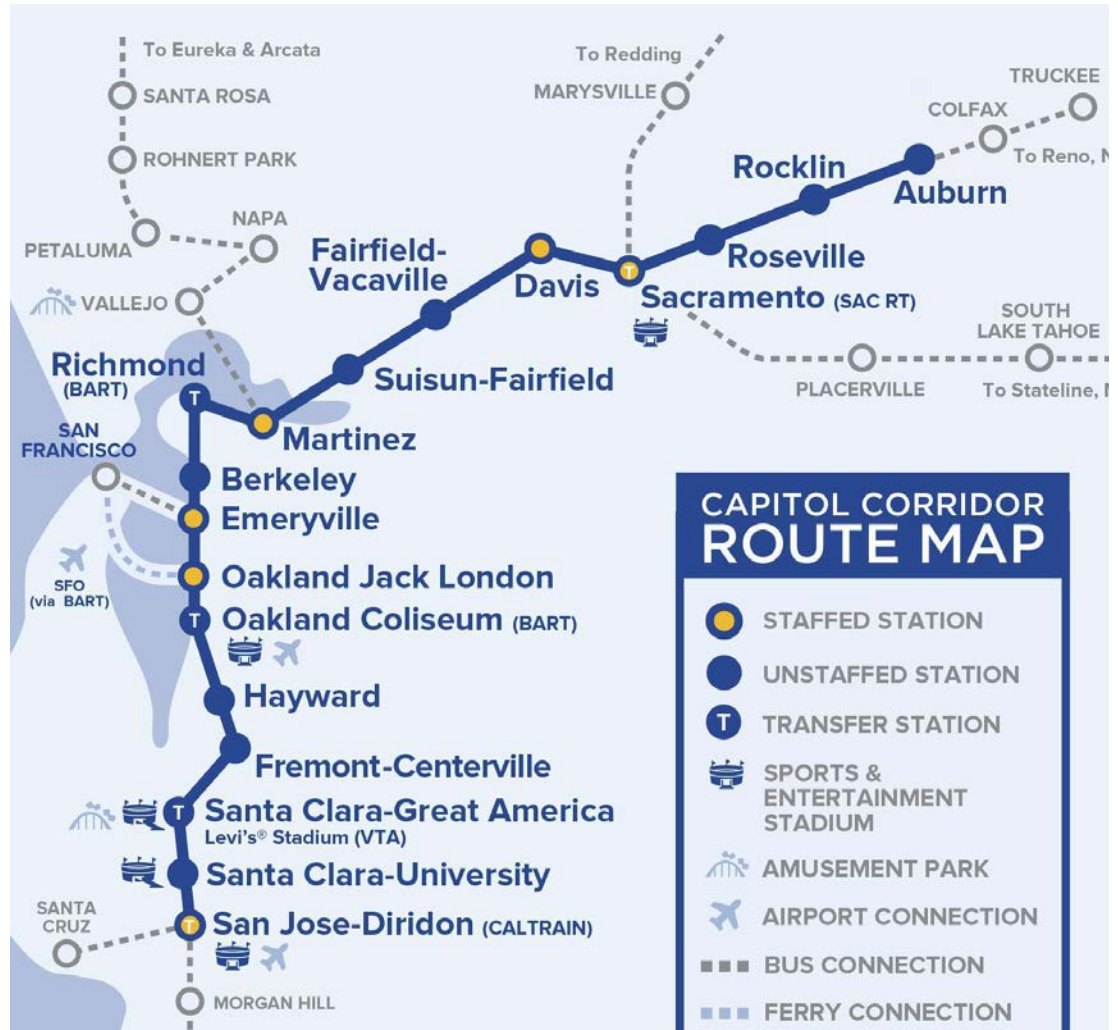 To Eureka & Arcata
SANTA ROSA
ROHNERT PARK
PETALUMA
NAPA
VALLEJO
To Redding
MARYSVILLE
TRUCKEE
COLFAX
To Reno, N
Auburn
Rocklin
Roseville
Sacramento (SAC RT)
Davis
Fairfield-
Vacaville
Suisun-Fairfield
SOUTH
LAKE TAHOE
PLACERVILLE
To Stateline, N
Richmond
(BART)
T
Martinez
SAN
FRANCISCO
Berkeley
Emeryville
SFO
(via BART)
Oakland Jack London
T
Oakland Coliseum (BART)
Hayward
Fremont-Centerville
T
Santa Clara-Great America
Levi's® Stadium (VTA)
Santa Clara-University
SANTA
CRUZ
T
San Jose-Diridon (CALTRAIN)
MORGAN HILL
T
CAPITOL CORRIDOR
ROUTE MAP
STAFFED STATION
UNSTAFFED STATION
T
TRANSFER STATION
SPORTS &
ENTERTAINMENT
STADIUM
AMUSEMENT PARK
AIRPORT CONNECTION
BUS CONNECTION
FERRY CONNECTION